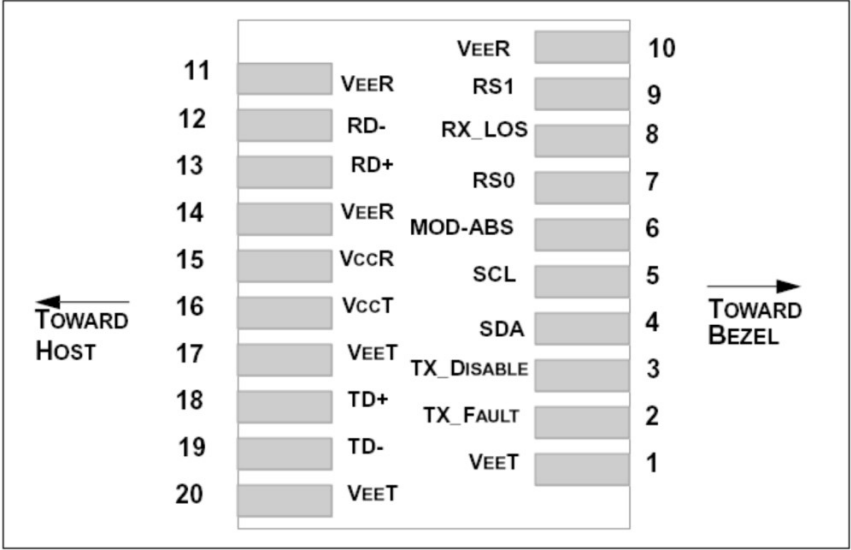 11 VEER
12 RD-
13 RD+
14 VEER
15 VCCR
16 VCCT
17 VEET
18 TD+
19 TD-
20 VEET
VEER 10
RS1 9
RX_LOS 8
RS0 7
MOD-ABS 6
SCL 5
SDA 4
TX_DISABLE 3
TX_FAULT 2
VEET 1
TOWARD
HOST
TOWARD
BEZEL